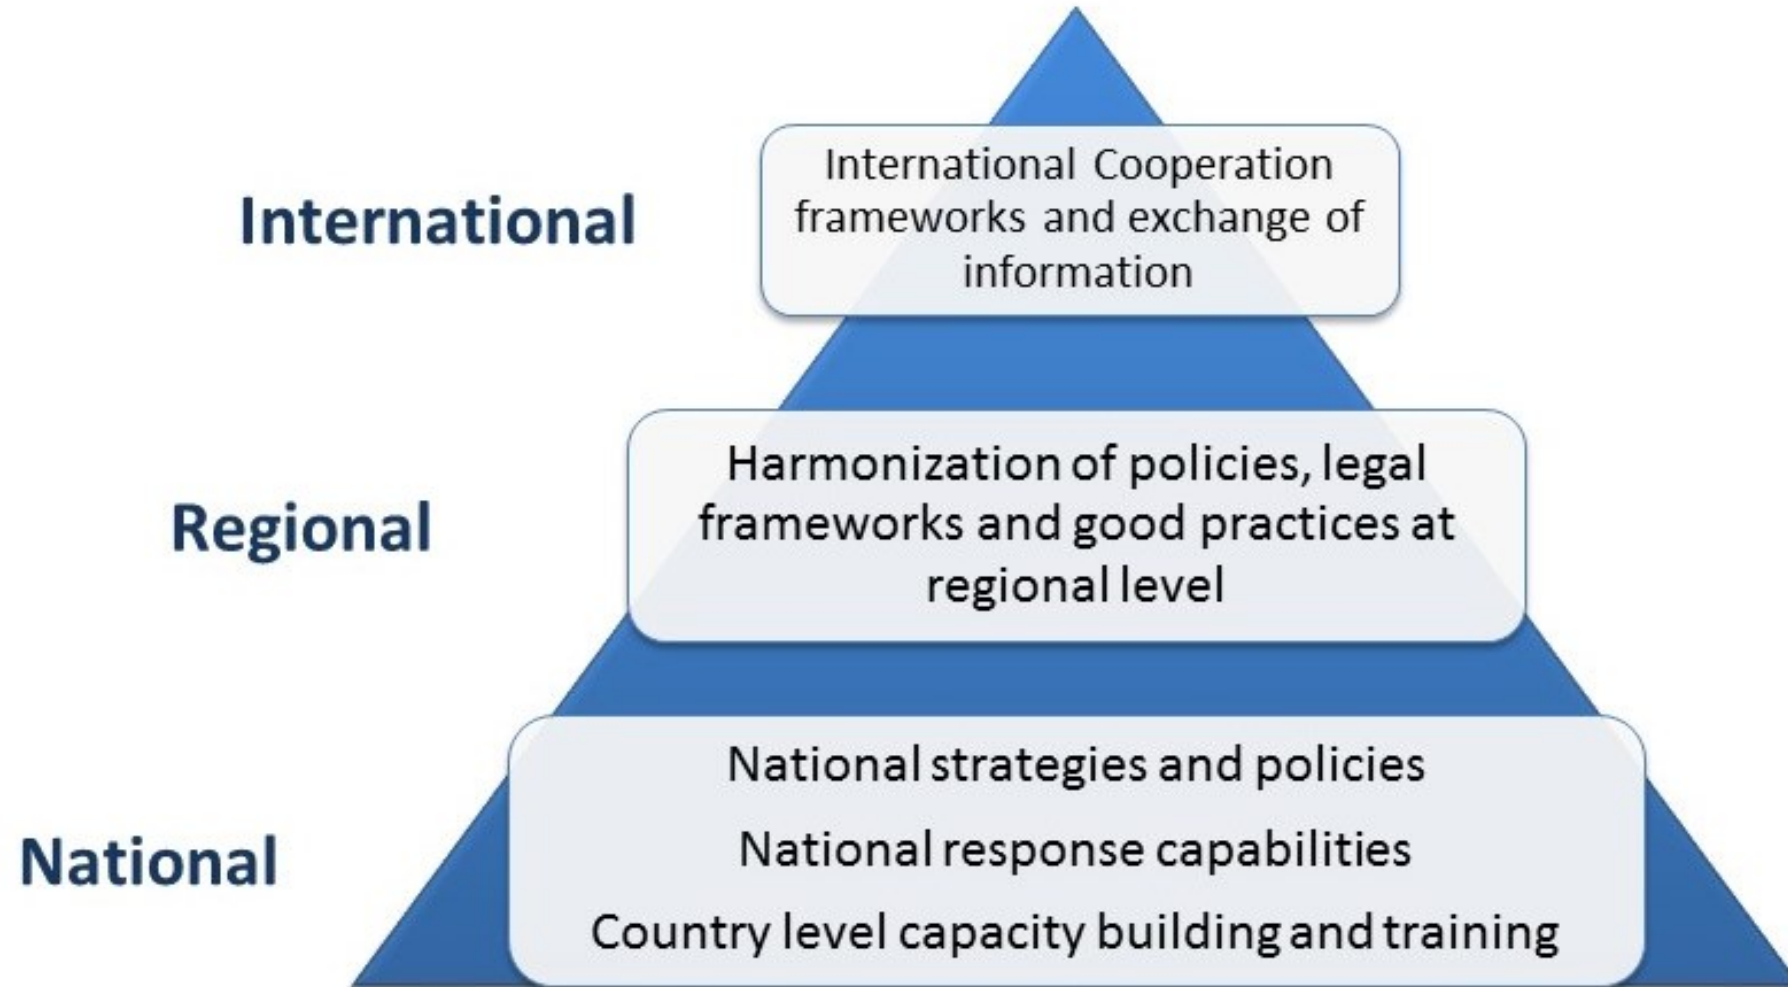 International
International Cooperation
frameworks and exchange of
information
Regional
Harmonization of policies, legal
frameworks and good practices at
regional level
National
National strategies and policies
National response capabilities
Country level capacity building and training